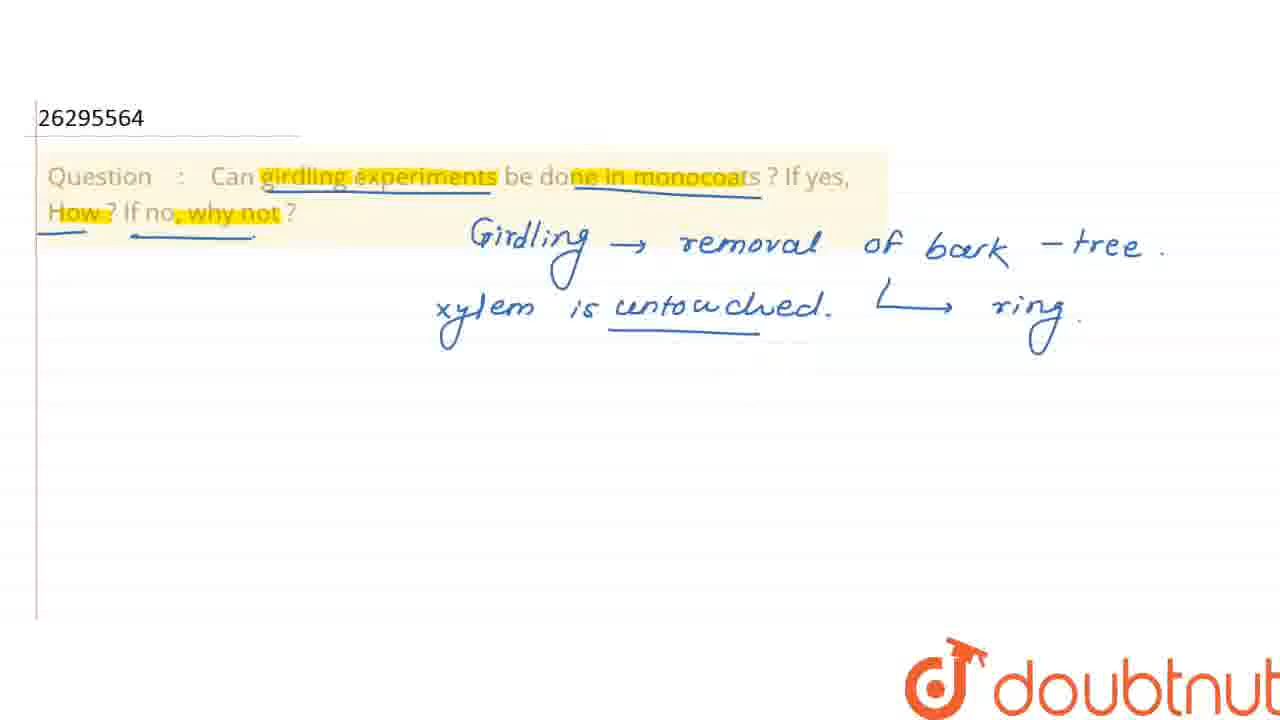 26295564
Question : Can girdling experiments be done in monocoats ? If yes,
How ? If no, why not ?
Girdling → removal of bark - tree.
xylem is untouched. ↳ ring.
doubtnut